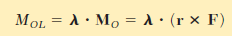 M_OL = λ · M_O = λ · (r × F)